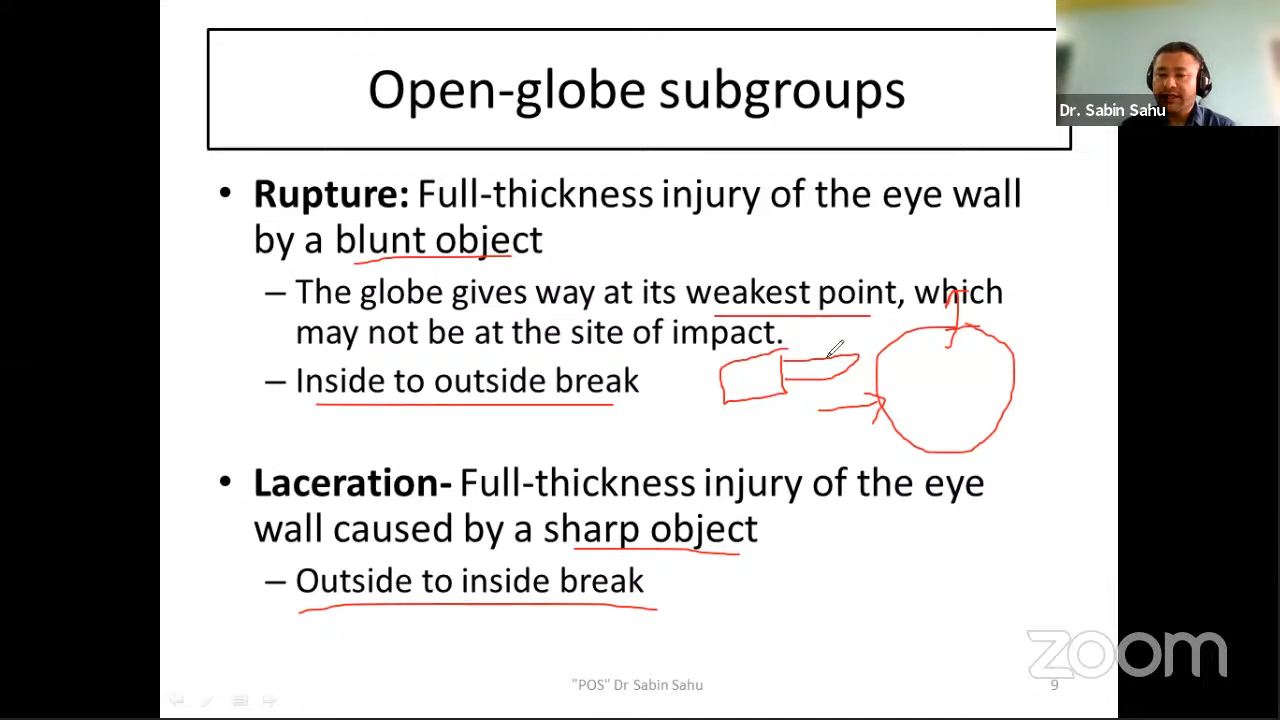 Open-globe subgroups
Dr. Sabin Sahu
• Rupture: Full-thickness injury of the eye wall
by a blunt object
– The globe gives way at its weakest point, which
may not be at the site of impact.
– Inside to outside break
• Laceration- Full-thickness injury of the eye
wall caused by a sharp object
– Outside to inside break
zoom
"POS" Dr Sabin Sahu
9